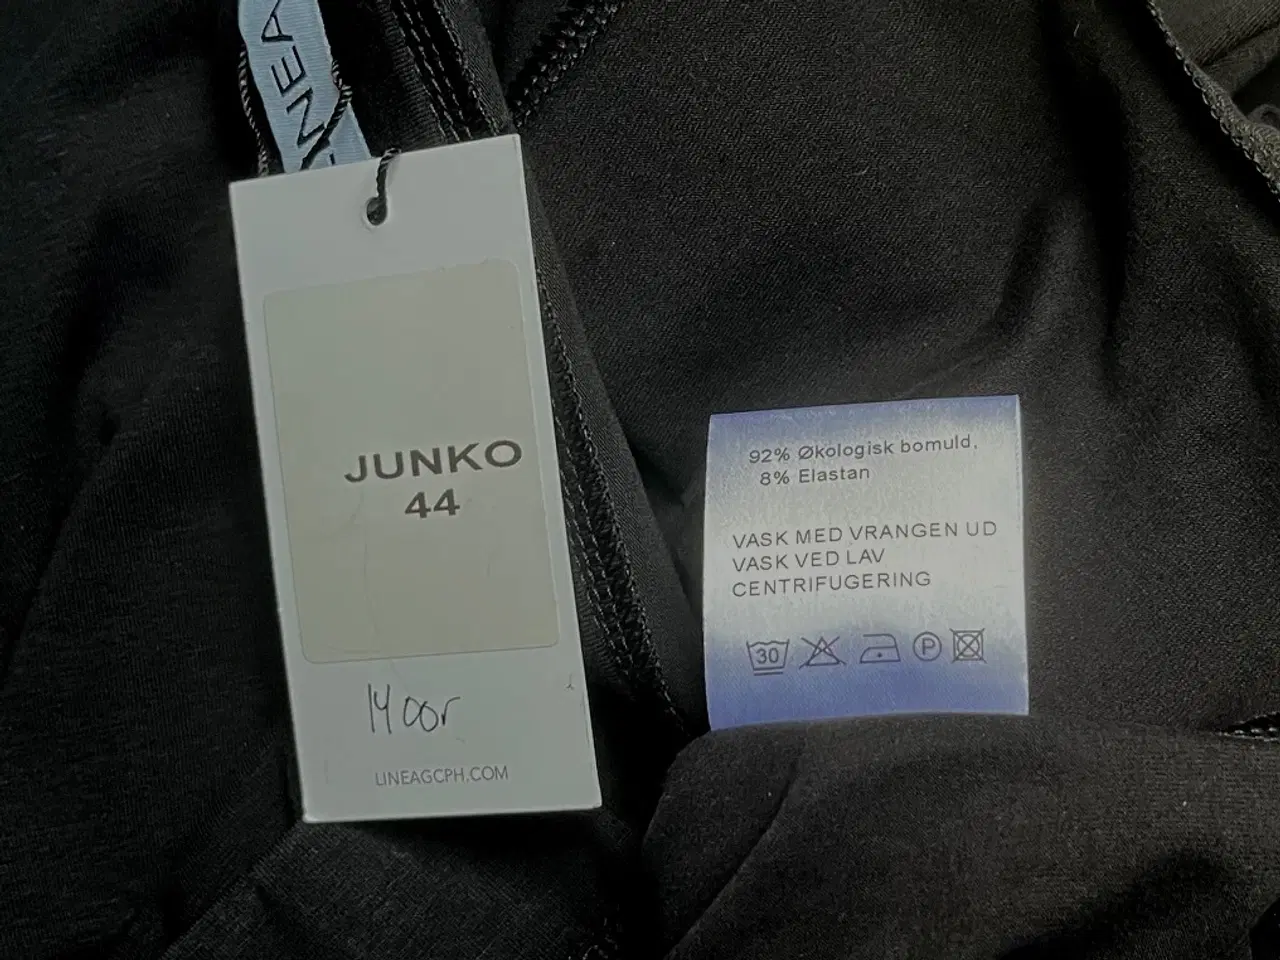 LINEA
JUNKO
44
1400r
LINEAGCPH.COM
92% Økologisk bomuld,
8% Elastan
VASK MED VRANGEN UD
VASK VED LAV
CENTRIFUGERING
30 P